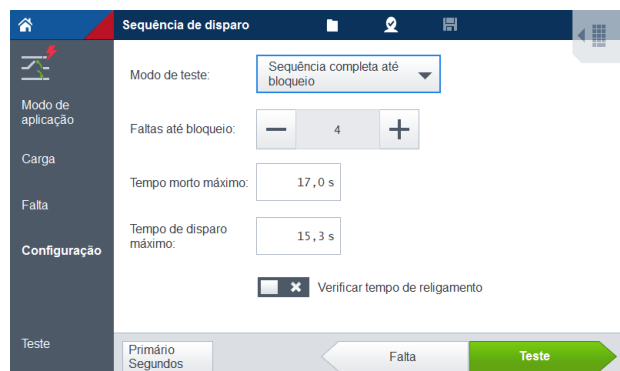 Sequência de disparo
Modo de aplicação
Carga
Falta
Configuração
Teste
Modo de teste:
Sequência completa até
bloqueio
Faltas até bloqueio:
4
Tempo morto máximo:
17,0 s
Tempo de disparo
máximo:
15,3 s
Verificar tempo de religamento
Primário
Segundos
Falta
Teste